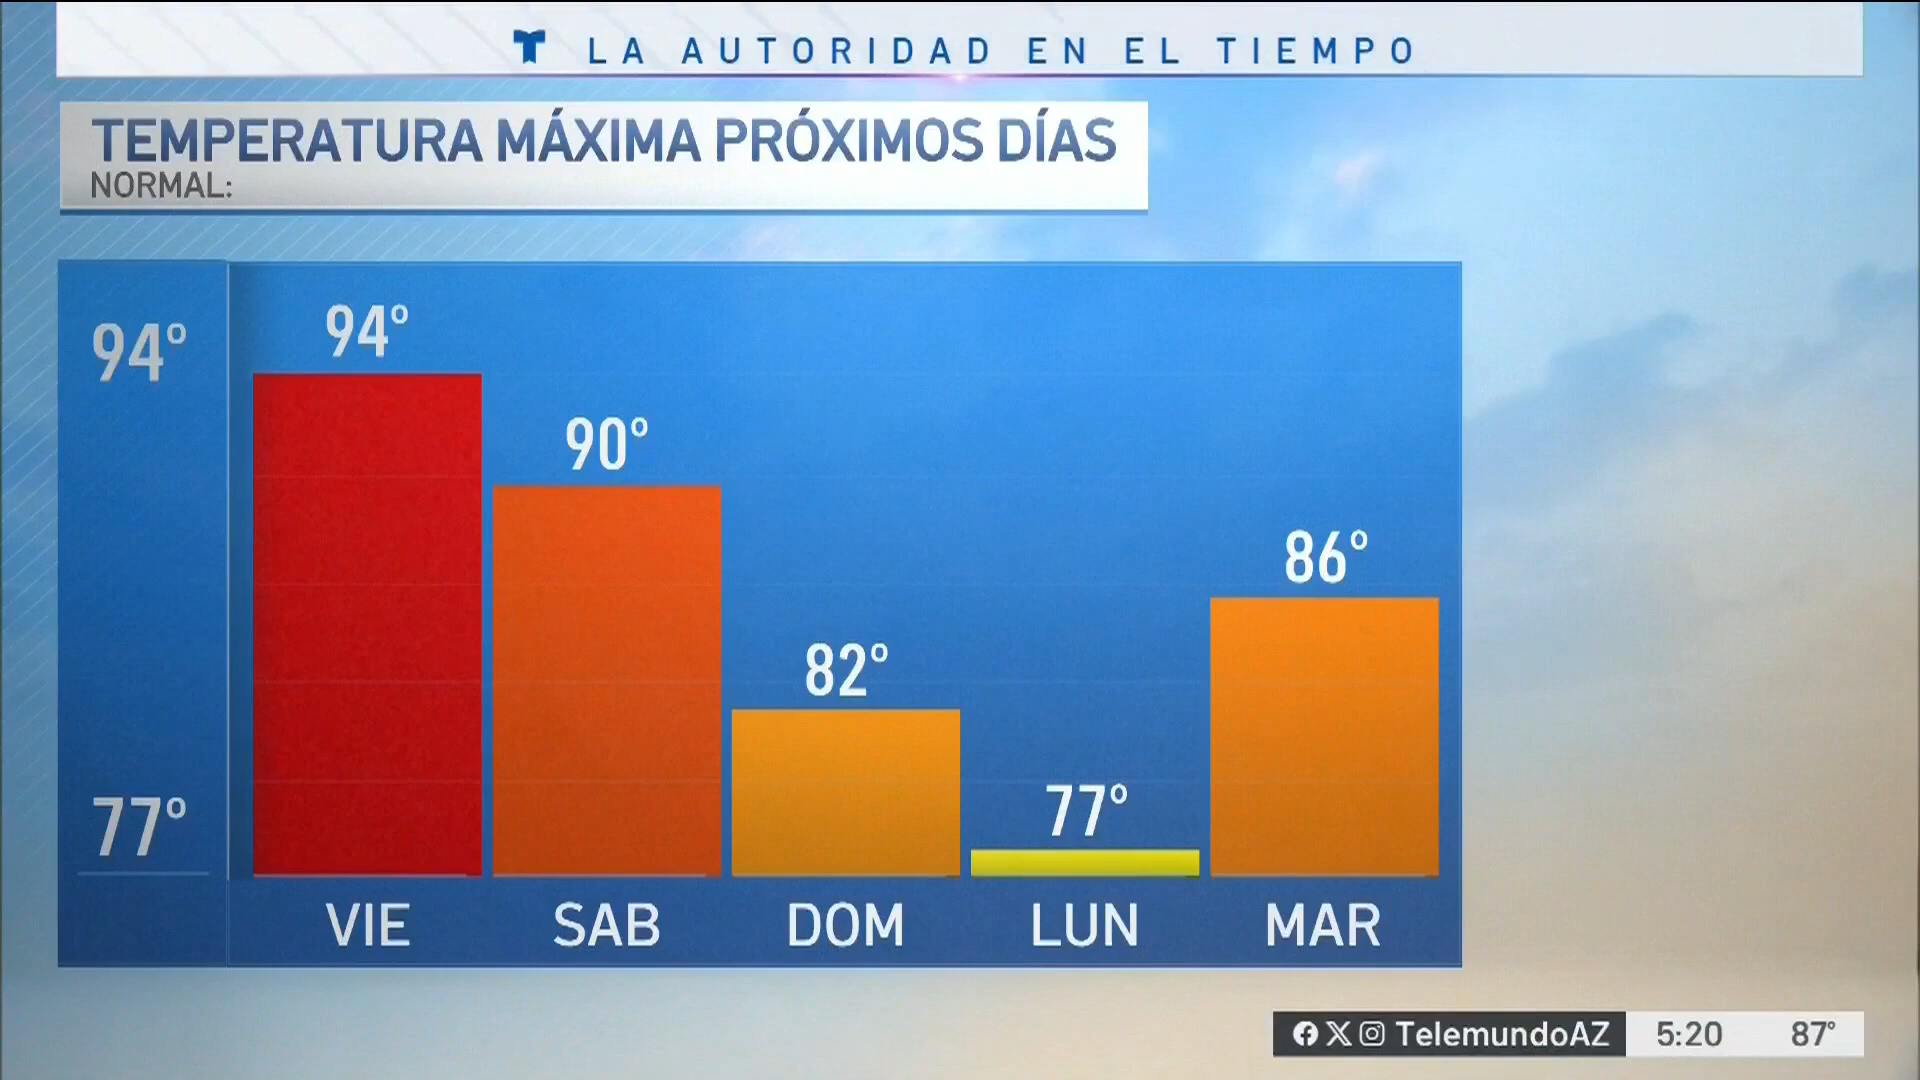 LA AUTORIDAD EN EL TIEMPO
TEMPERATURA MÁXIMA PRÓXIMOS DÍAS
NORMAL:
94°
77°
94°
90°
82°
77°
86°
VIE SAB DOM LUN MAR
TelemundoAZ 5:20 87°